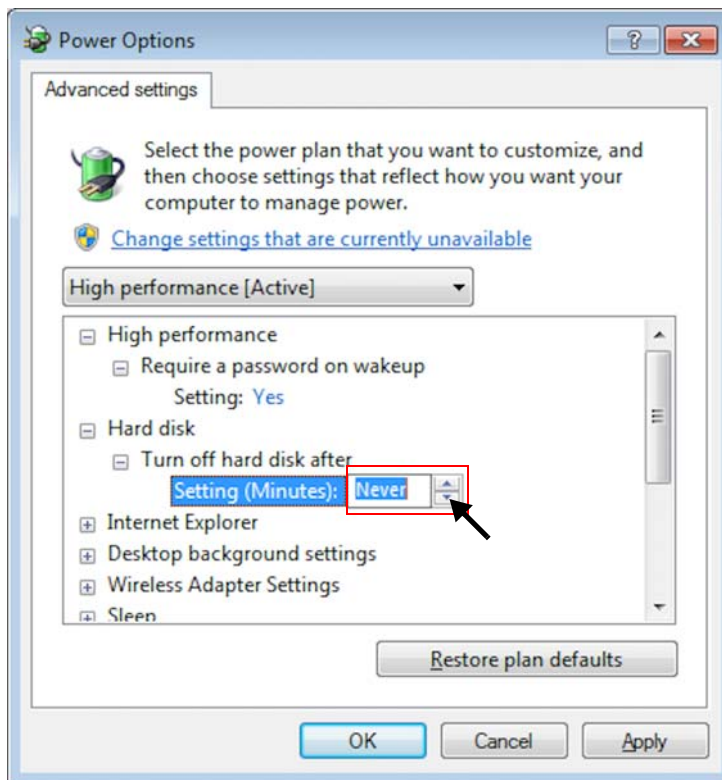 Power Options
Advanced settings
Select the power plan that you want to customize, and
then choose settings that reflect how you want your
computer to manage power.
Change settings that are currently unavailable
High performance [Active]
High performance
Require a password on wakeup
Setting: Yes
Hard disk
Turn off hard disk after
Setting (Minutes): Never
Internet Explorer
Desktop background settings
Wireless Adapter Settings
Sleep
Restore plan defaults
OK Cancel Apply